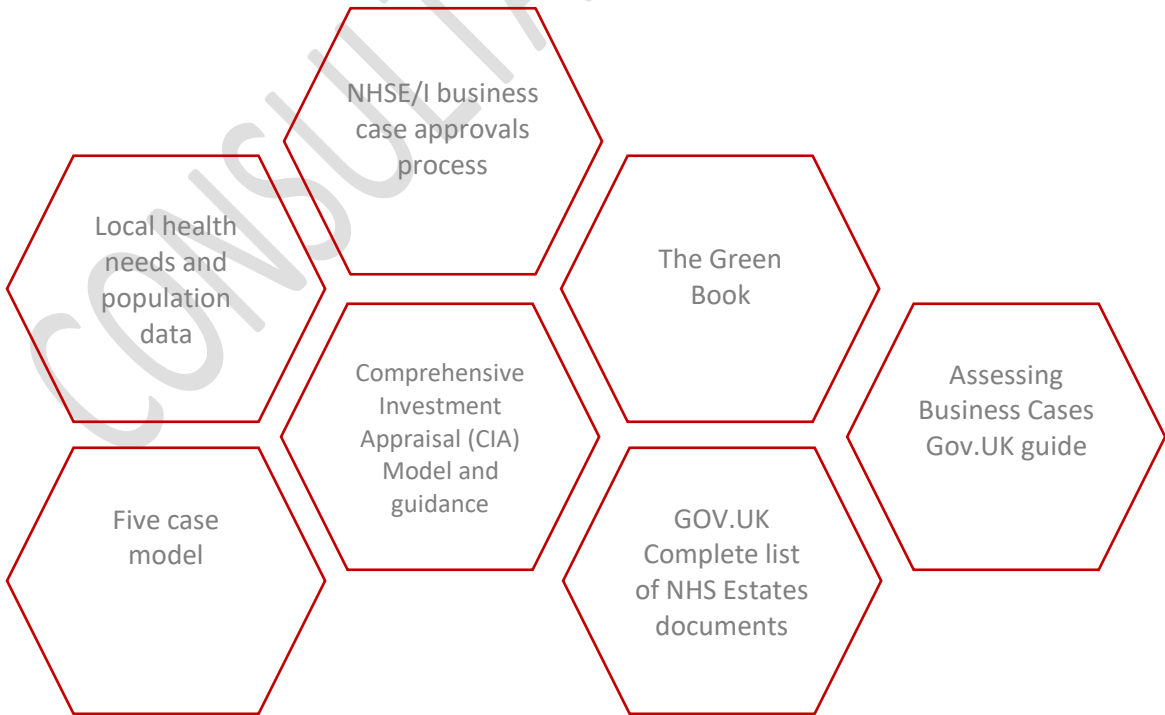 NHSE/I business
case approvals
process
Local health
needs and
population
data
The Green
Book
Comprehensive
Investment
Appraisal (CIA)
Model and
guidance
Assessing
Business Cases
Gov.UK guide
Five case
model
GOV.UK
Complete list
of NHS Estates
documents
CONSULTA